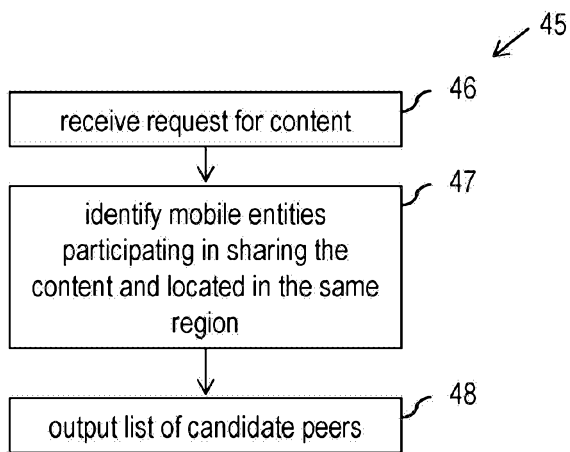 45
46
receive request for content
47
identify mobile entities
participating in sharing the
content and located in the same
region
48
output list of candidate peers